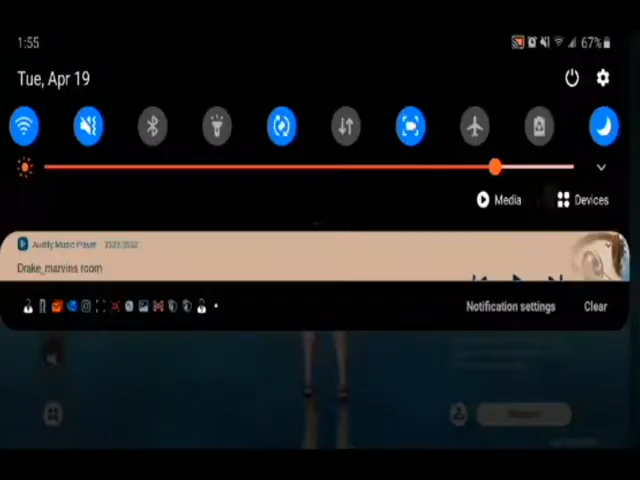 1:55 67%
Tue, Apr 19
Media Devices
Audify Music Player
Drake_marvins room
Notification settings Clear